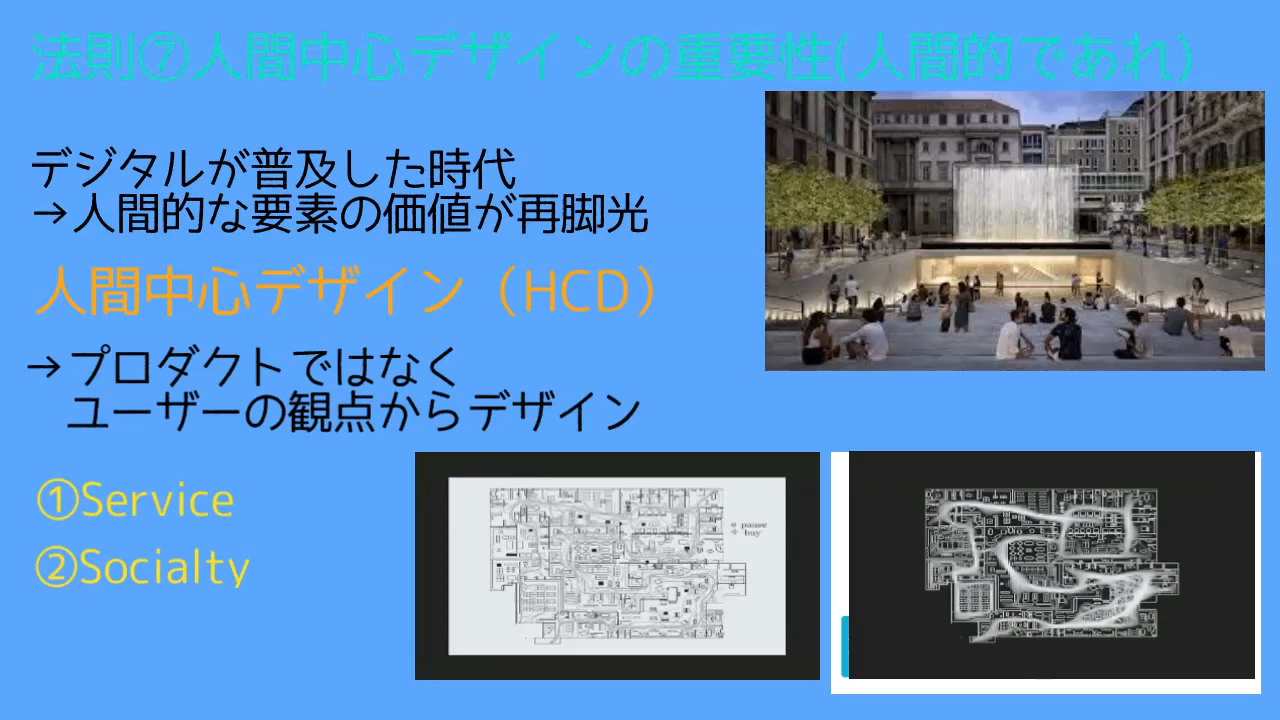 法則⑦人間中心デザインの重要性(人間的であれ)
デジタルが普及した時代
→人間的な要素の価値が再脚光
人間中心デザイン（HCD）
→プロダクトではなく
ユーザーの観点からデザイン
①Service
②Socialty
pause
buy